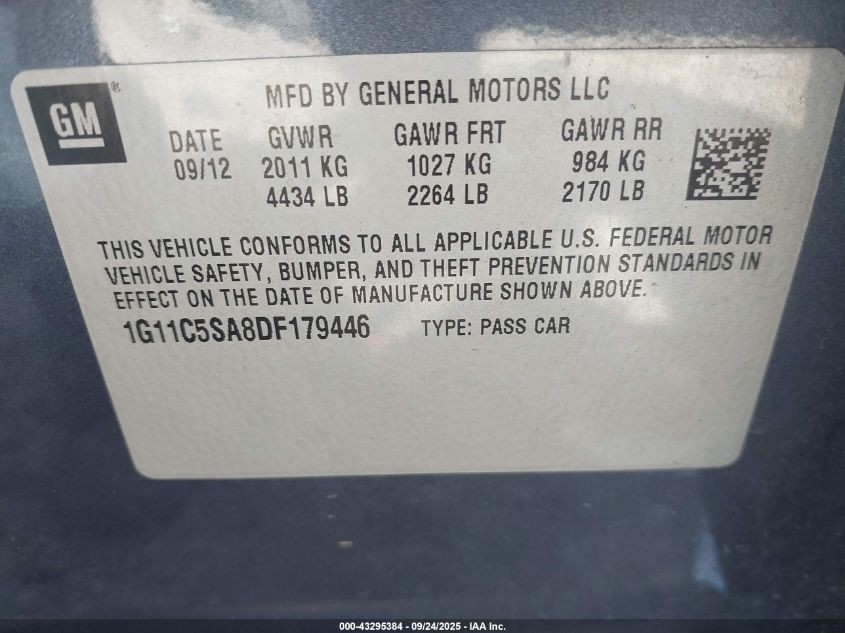 GM®
MFD BY GENERAL MOTORS LLC
DATE GVWR GAWR FRT GAWR RR
09/12 2011 KG 1027 KG 984 KG
4434 LB 2264 LB 2170 LB
THIS VEHICLE CONFORMS TO ALL APPLICABLE U.S. FEDERAL MOTOR
VEHICLE SAFETY, BUMPER, AND THEFT PREVENTION STANDARDS IN
EFFECT ON THE DATE OF MANUFACTURE SHOWN ABOVE.
1G11C5SA8DF179446 TYPE: PASS CAR
000-43295384 - 09/24/2025 - IAA Inc.